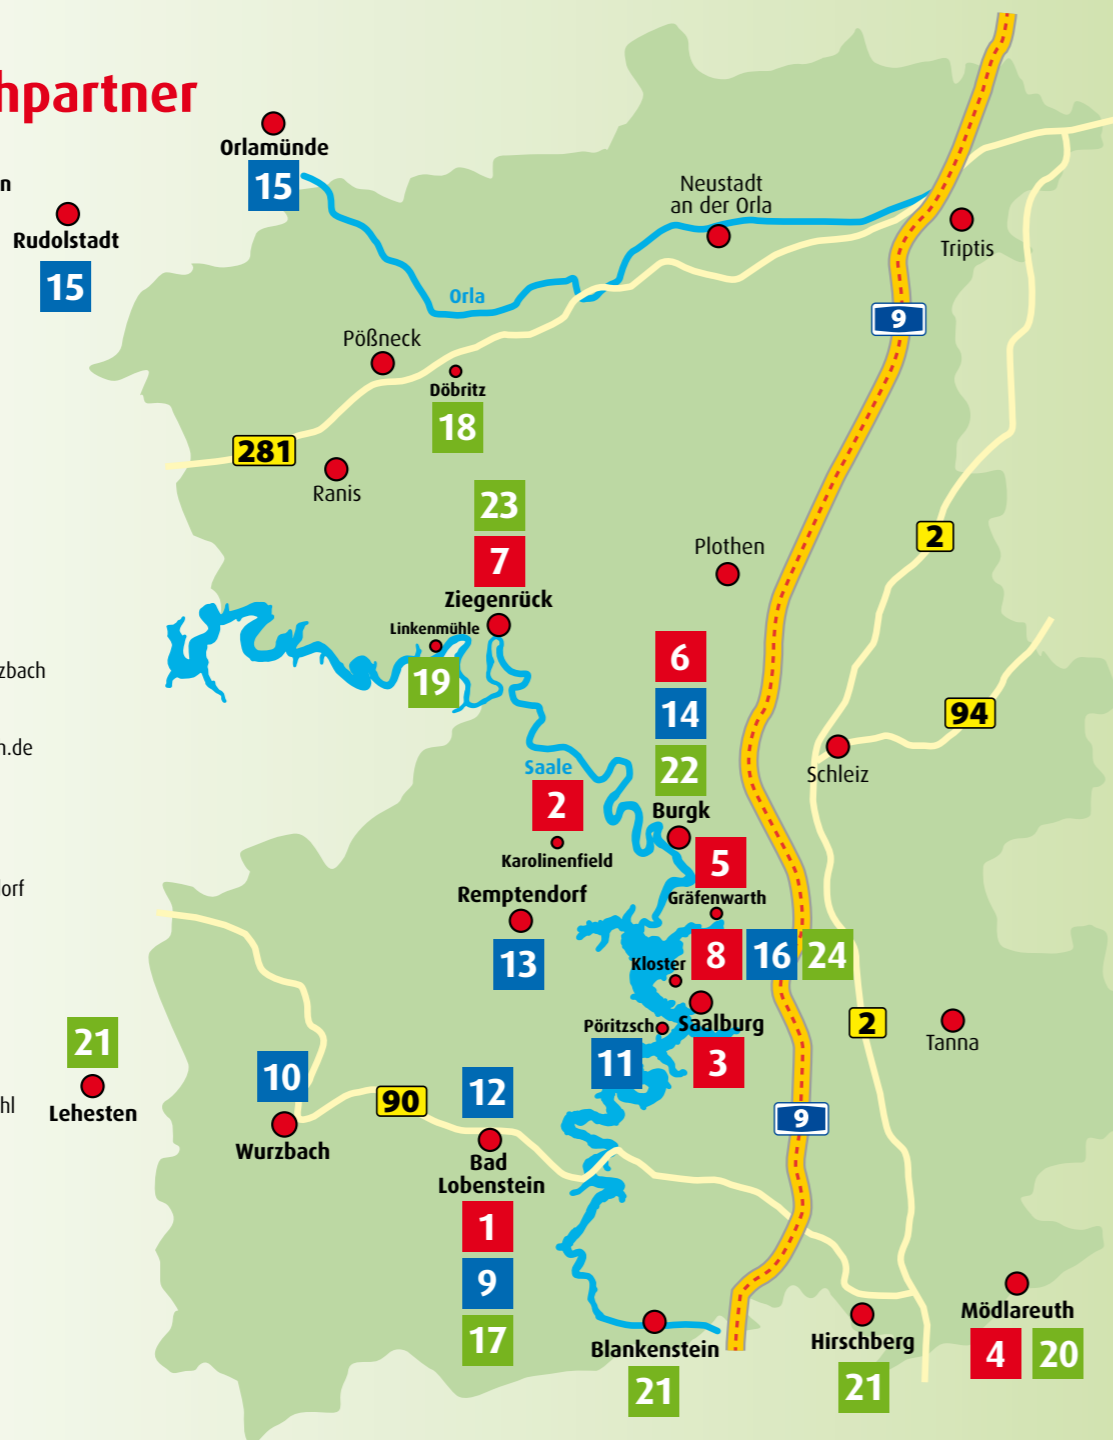 hpartner
Orlamünde
15
n
Rudolstadt
15
Neustadt
an der Orla
Triptis
Orla
9
Pößneck
Döbritz
18
281
Ranis
23
7
Ziegenrück
Linkenmühle
19
Plothen
2
6
14
22
Burgk
94
Schleiz
zbach
n.de
Saale
2
Karolinenfield
5
Gräfenwarth
Remptendorf
13
orf
Kloster
8
16
24
Pöritzsch
Saalburg
11
3
2
Tanna
21
Lehesten
hl
10
Wurzbach
90
12
Bad
Lobenstein
1
9
17
9
Blankenstein
21
Hirschberg
21
Mödlareuth
4
20